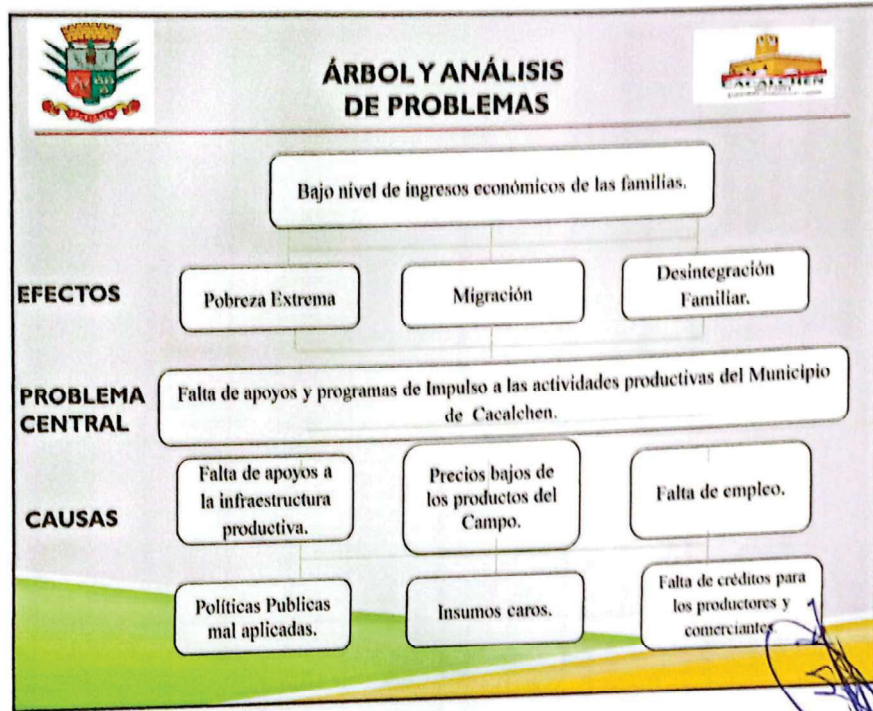 ÁRBOL Y ANÁLISIS
DE PROBLEMAS
CACALCHEN
Bajo nivel de ingresos económicos de las familias.
EFECTOS
Pobreza Extrema
Migración
Desintegración
Familiar.
PROBLEMA
CENTRAL
Falta de apoyos y programas de Impulso a las actividades productivas del Municipio
de Cacalchen.
CAUSAS
Falta de apoyos a
la infraestructura
productiva.
Precios bajos de
los productos del
Campo.
Falta de empleo.
Políticas Publicas
mal aplicadas.
Insumos caros.
Falta de créditos para
los productores y
comerciantes.